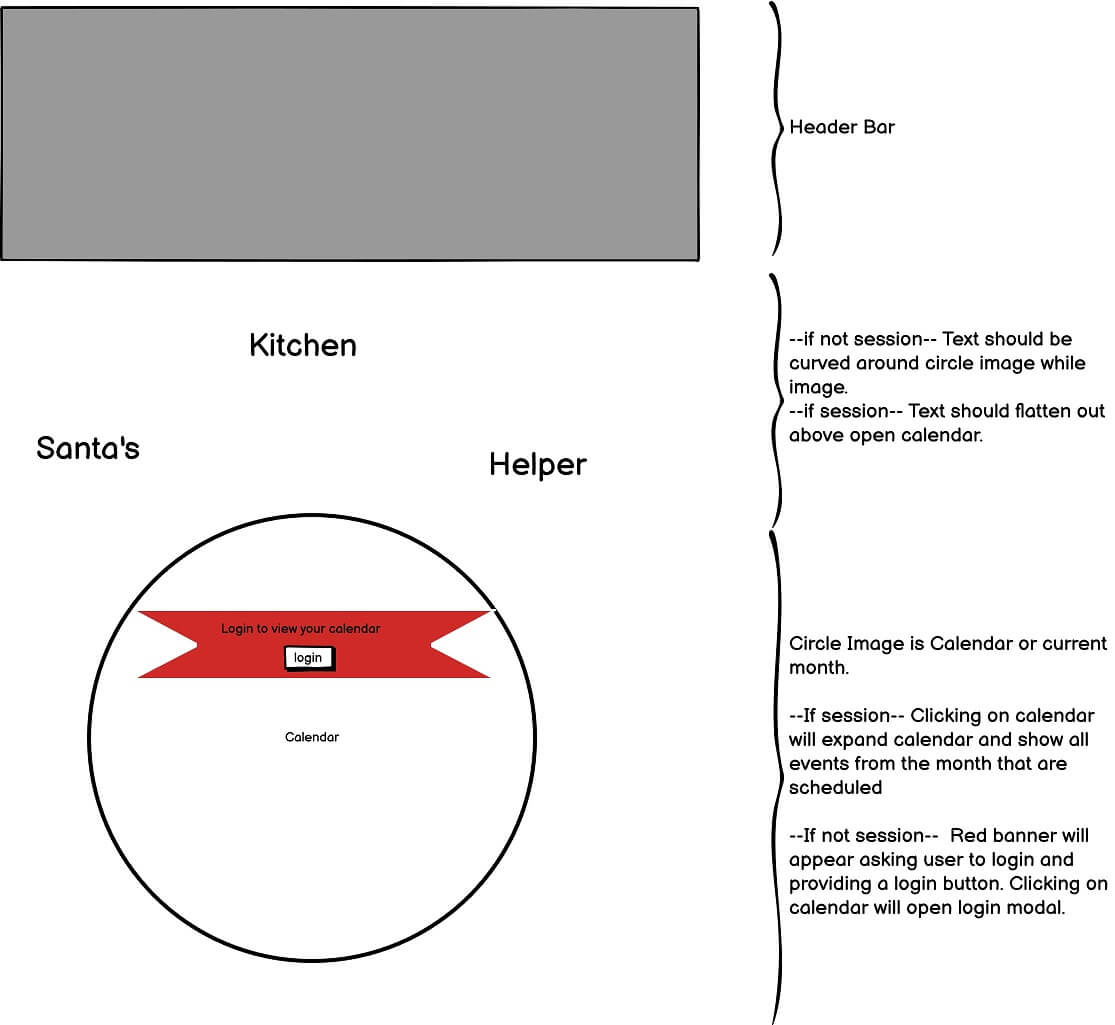 Header Bar
Kitchen
Santa's
Helper
--if not session-- Text should be
curved around circle image while
image.
--if session-- Text should flatten out
above open calendar.
Login to view your calendar
login
Calendar
Circle Image is Calendar or current
month.
--If session-- Clicking on calendar
will expand calendar and show all
events from the month that are
scheduled
--If not session--  Red banner will
appear asking user to login and
providing a login button. Clicking on
calendar will open login modal.